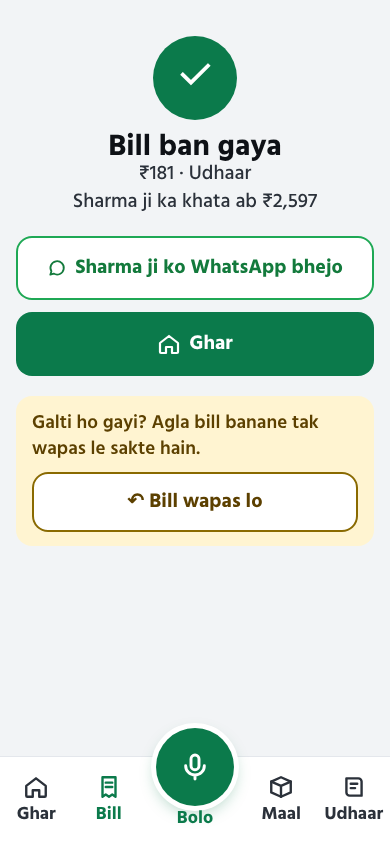 Bill ban gaya
₹181 · Udhaar
Sharma ji ka khata ab ₹2,597
Sharma ji ko WhatsApp bhejo
Ghar
Galti ho gayi? Agla bill banane tak
wapas le sakte hain.
↶ Bill wapas lo
Ghar
Bill
Bolo
Maal
Udhaar